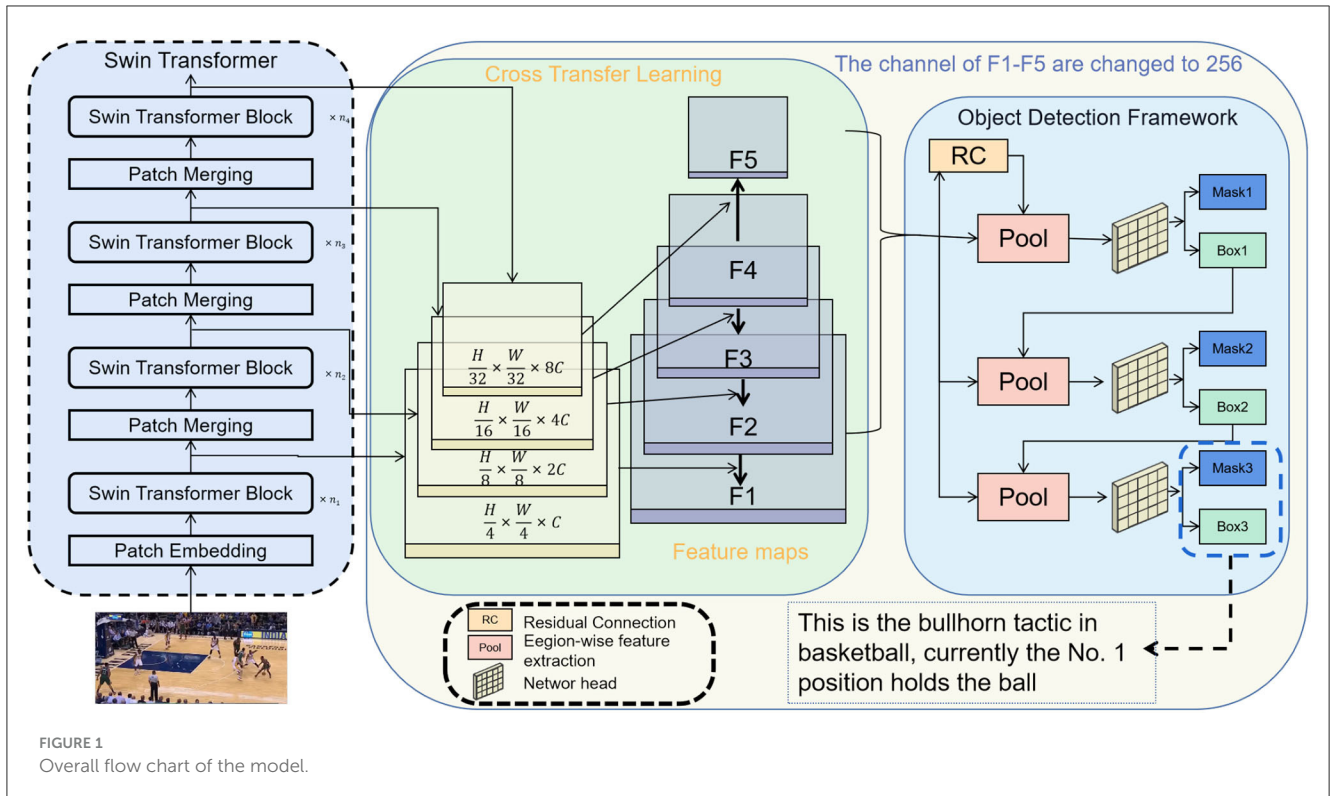 Swin Transformer
Swin Transformer Block
× n₄
Patch Merging
Swin Transformer Block
× n₃
Patch Merging
Swin Transformer Block
× n₂
Patch Merging
Swin Transformer Block
× n₁
Patch Embedding
Cross Transfer Learning
H/32 × W/32 × 8C
H/16 × W/16 × 4C
H/8 × W/8 × 2C
H/4 × W/4 × C
F5
F4
F3
F2
F1
Feature maps
The channel of F1-F5 are changed to 256
Object Detection Framework
RC
Pool
Mask1
Box1
Pool
Mask2
Box2
Pool
Mask3
Box3
RC
Residual Connection
Pool
Eegion-wise feature
extraction
Networ head
This is the bullhorn tactic in
basketball, currently the No. 1
position holds the ball
FIGURE 1
Overall flow chart of the model.